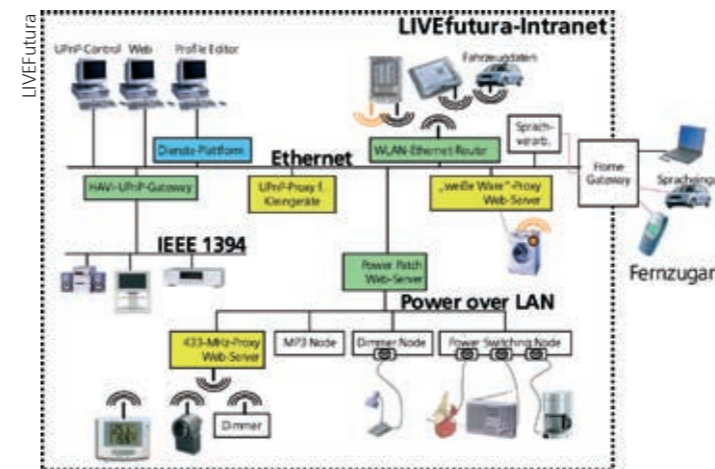 LIVEFutura
LIVEfutura-Intranet
UPnP-Control Web Profile Editor
Fahrzeugdaten
Dienste-Plattform
Ethernet
WLAN-Ethernet-Router
Sprach-
verarb.
Home
Gateway
Spracheing
Fernzugan
HAVi-UPnP-Gateway
UPnP-Proxy f.
Kleingeräte
„weiße Ware“-Proxy
Web-Server
IEEE 1394
Power Patch
Web-Server
Power over LAN
433-MHz-Proxy
Web-Server
MP3 Node
Dimmer Node
Power Switching Node
Dimmer